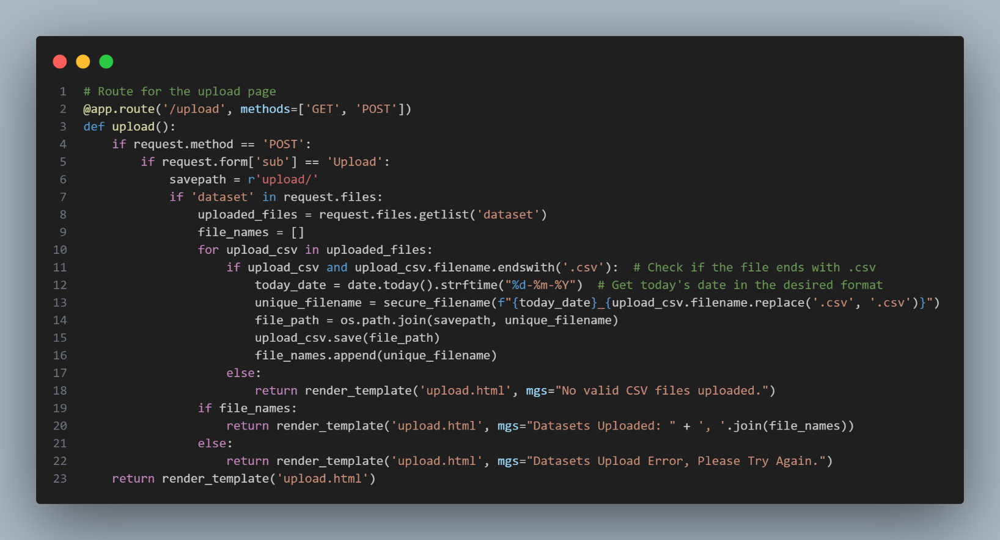 1 # Route for the upload page
2 @app.route('/upload', methods=['GET', 'POST'])
3 def upload():
4     if request.method == 'POST':
5         if request.form['sub'] == 'Upload':
6             savepath = r'upload/'
7             if 'dataset' in request.files:
8                 uploaded_files = request.files.getlist('dataset')
9                 file_names = []
10                 for upload_csv in uploaded_files:
11                     if upload_csv and upload_csv.filename.endswith('.csv'):  # Check if the file ends with .csv
12                         today_date = date.today().strftime("%d-%m-%Y")  # Get today's date in the desired format
13                         unique_filename = secure_filename(f"{today_date}_{upload_csv.filename.replace('.csv', '.csv')}")
14                         file_path = os.path.join(savepath, unique_filename)
15                         upload_csv.save(file_path)
16                         file_names.append(unique_filename)
17                     else:
18                         return render_template('upload.html', mgs="No valid CSV files uploaded.")
19                 if file_names:
20                     return render_template('upload.html', mgs="Datasets Uploaded: " + ', '.join(file_names))
21                 else:
22                     return render_template('upload.html', mgs="Datasets Upload Error, Please Try Again.")
23     return render_template('upload.html')